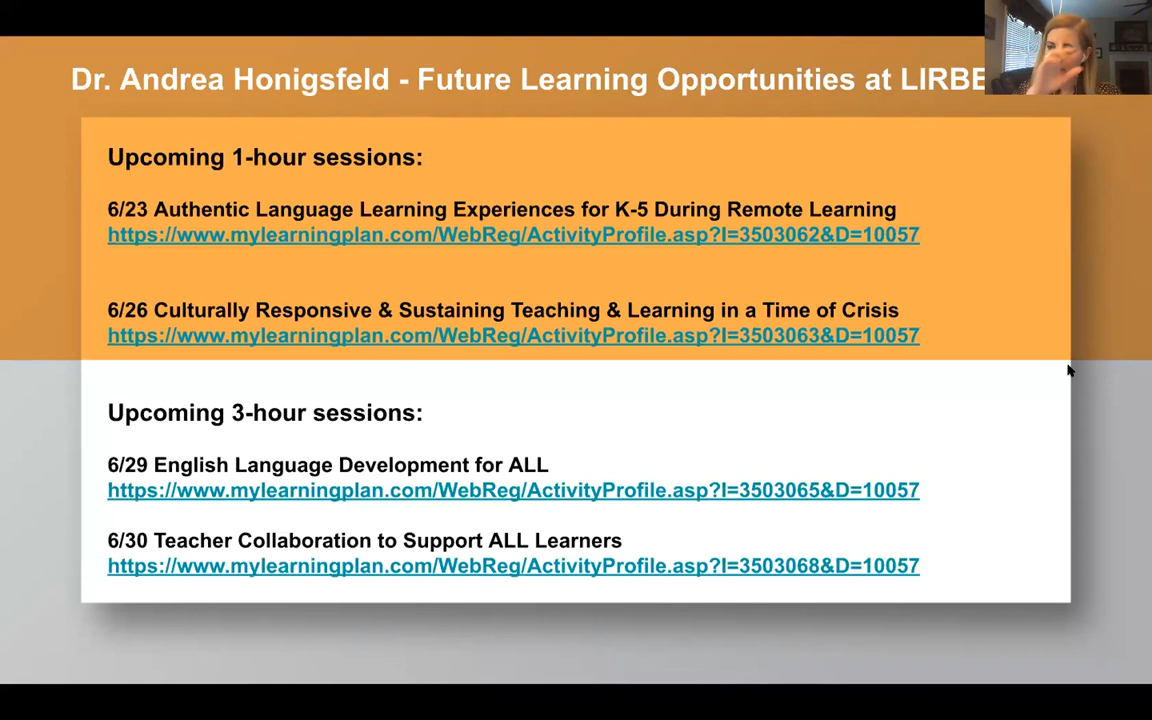 Dr. Andrea Honigsfeld - Future Learning Opportunities at LIRBE
Upcoming 1-hour sessions:
6/23 Authentic Language Learning Experiences for K-5 During Remote Learning
https://www.mylearningplan.com/WebReg/ActivityProfile.asp?I=3503062&D=10057
6/26 Culturally Responsive & Sustaining Teaching & Learning in a Time of Crisis
https://www.mylearningplan.com/WebReg/ActivityProfile.asp?I=3503063&D=10057
Upcoming 3-hour sessions:
6/29 English Language Development for ALL
https://www.mylearningplan.com/WebReg/ActivityProfile.asp?I=3503065&D=10057
6/30 Teacher Collaboration to Support ALL Learners
https://www.mylearningplan.com/WebReg/ActivityProfile.asp?I=3503068&D=10057